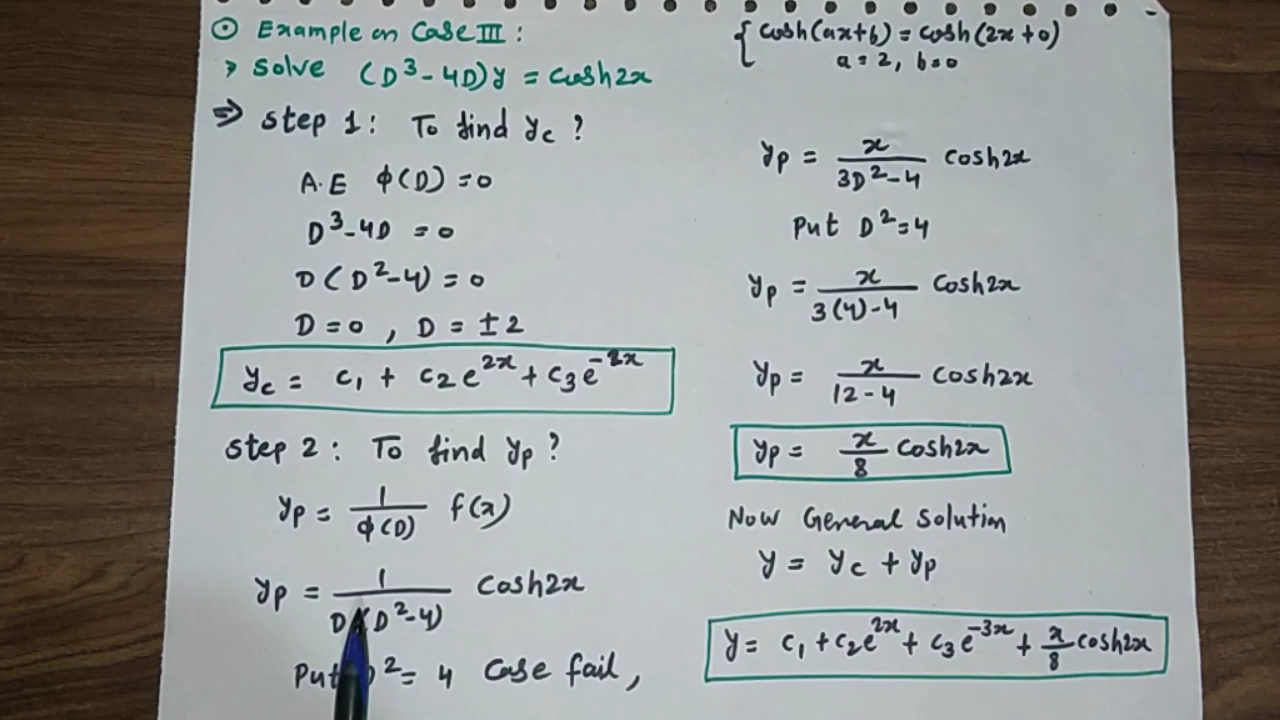 ⊙ Example on Case III :
> solve (D³ - 4D)y = cosh2x
⇒ step 1 : To find yc ?
A.E ϕ(D) = 0
D³ - 4D = 0
D(D² - 4) = 0
D = 0 , D = ± 2
yc = c₁ + c₂e^2x + c₃e^-2x
step 2 : To find yp ?
yp = 1/ϕ(D) f(x)
yp = 1/D(D² - 4) cosh2x
Put D² = 4 case fail,
{cosh(ax+b) = cosh(2x+0)
a = 2, b = 0
yp = x/3D² - 4 cosh2x
Put D² = 4
yp = x/3(4) - 4 cosh2x
yp = x/12 - 4 cosh2x
yp = x/8 cosh2x
Now General Solution
y = yc + yp
y = c₁ + c₂e^2x + c₃e^-3x + x/8 cosh2x